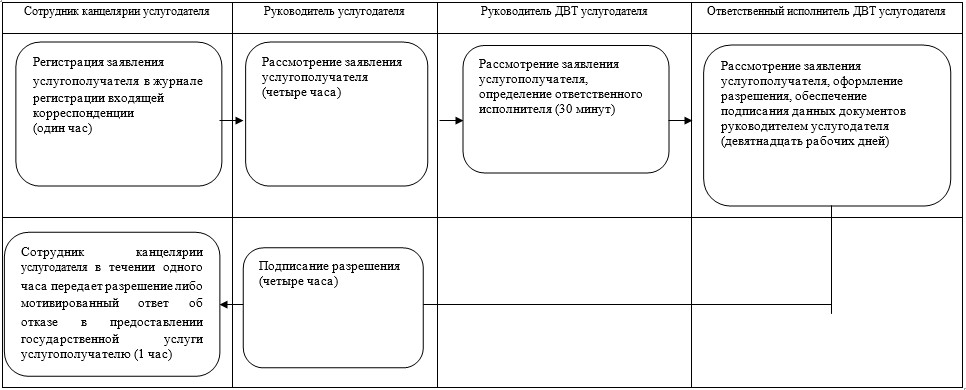 Сотрудник канцелярии услугодателя
Руководитель услугодателя
Руководитель ДВТ услугодателя
Ответственный исполнитель ДВТ услугодателя
Регистрация заявления
услугополучателя в журнале
регистрации входящей
корреспонденции
(один час)
Рассмотрение заявления
услугополучателя
(четыре часа)
Рассмотрение заявления
услугополучателя,
определение ответственного
исполнителя (30 минут)
Рассмотрение заявления
услугополучателя, оформление
разрешения, обеспечение
подписания данных документов
руководителем услугодателя
(девятнадцать рабочих дней)
Сотрудник канцелярии
услугодателя в течении одного
часа передает разрешение либо
мотивированный ответ об
отказе в предоставлении
государственной услуги
услугополучателю (1 час)
Подписание разрешения
(четыре часа)